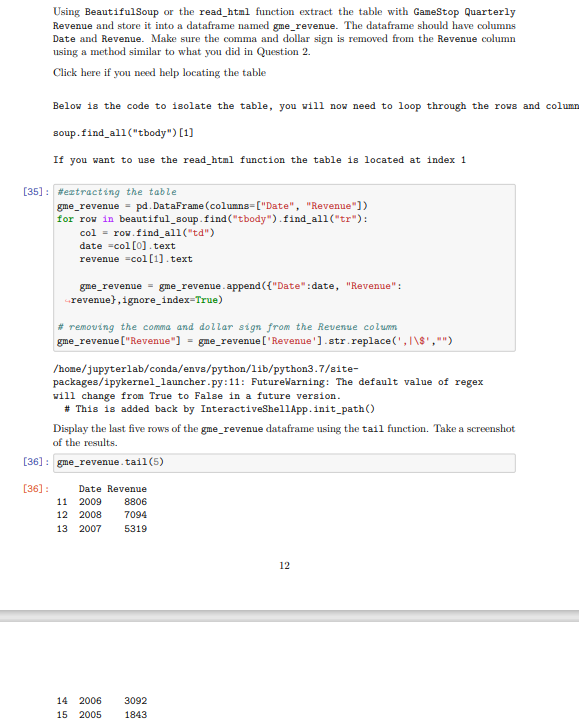 Using BeautifulSoup or the read_html function extract the table with GameStop Quarterly
Revenue and store it into a dataframe named gme_revenue. The dataframe should have columns
Date and Revenue. Make sure the comma and dollar sign is removed from the Revenue column
using a method similar to what you did in Question 2.
Click here if you need help locating the table
Below is the code to isolate the table, you will now need to loop through the rows and column
soup.find_all("tbody")[1]
If you want to use the read_html function the table is located at index 1
[35]: #extracting the table
gme_revenue = pd.DataFrame(columns=["Date", "Revenue"])
for row in beautiful_soup.find("tbody").find_all("tr"):
    col = row.find_all("td")
    date =col[0].text
    revenue =col[1].text
    gme_revenue = gme_revenue.append({"Date":date, "Revenue":
↪revenue},ignore_index=True)
# removing the comma and dollar sign from the Revenue column
gme_revenue["Revenue"] = gme_revenue['Revenue'].str.replace(',|\$',"")
/home/jupyterlab/conda/envs/python/lib/python3.7/site-
packages/ipykernel_launcher.py:11: FutureWarning: The default value of regex
will change from True to False in a future version.
  # This is added back by InteractiveShellApp.init_path()
Display the last five rows of the gme_revenue dataframe using the tail function. Take a screenshot
of the results.
[36]: gme_revenue.tail(5)
[36]: Date Revenue
11 2009 8806
12 2008 7094
13 2007 5319
12
14 2006 3092
15 2005 1843